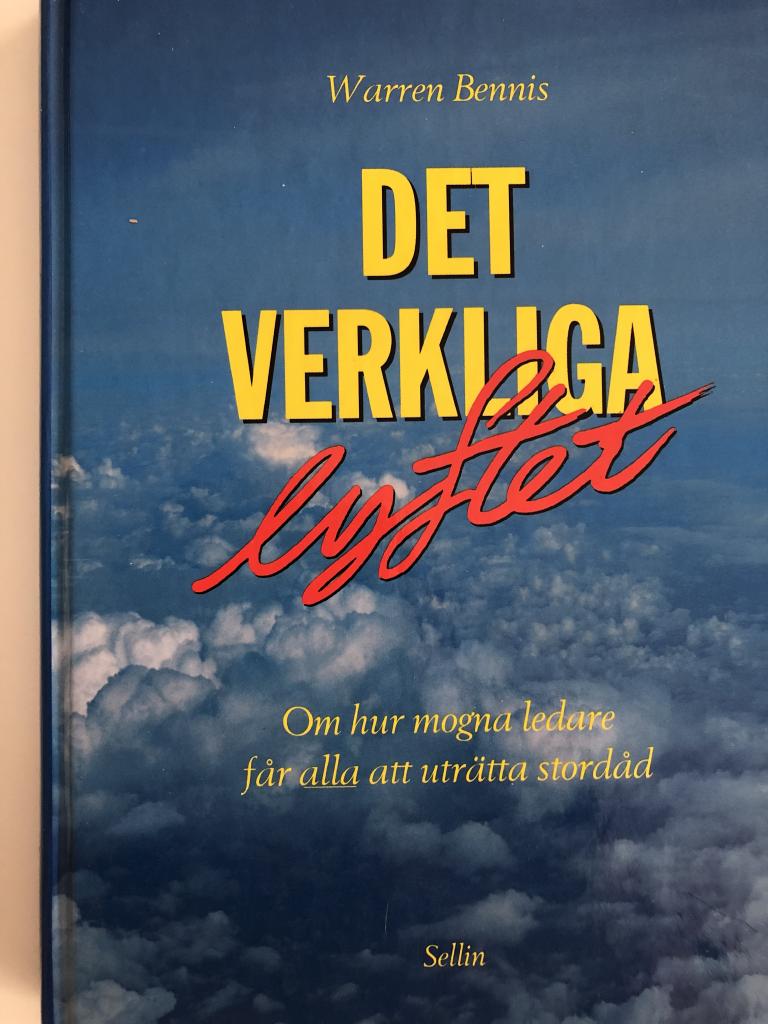 Warren Bennis
DET
VERKLIGA
lyftet
Om hur mogna ledare
får alla att uträtta stordåd
Sellin